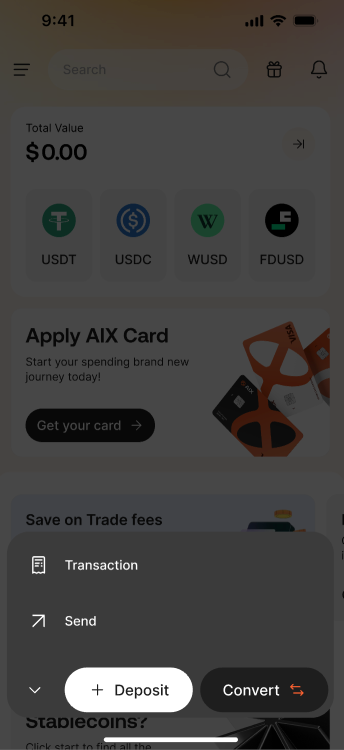 9:41
Search
Total Value
$0.00
USDT
USDC
WUSD
FDUSD
Apply AIX Card
Start your spending brand new
journey today!
VISA
AIX
Get your card
Save on Trade fees
Transaction
Send
Deposit
Convert
Stablecoins?
Click start to find all the